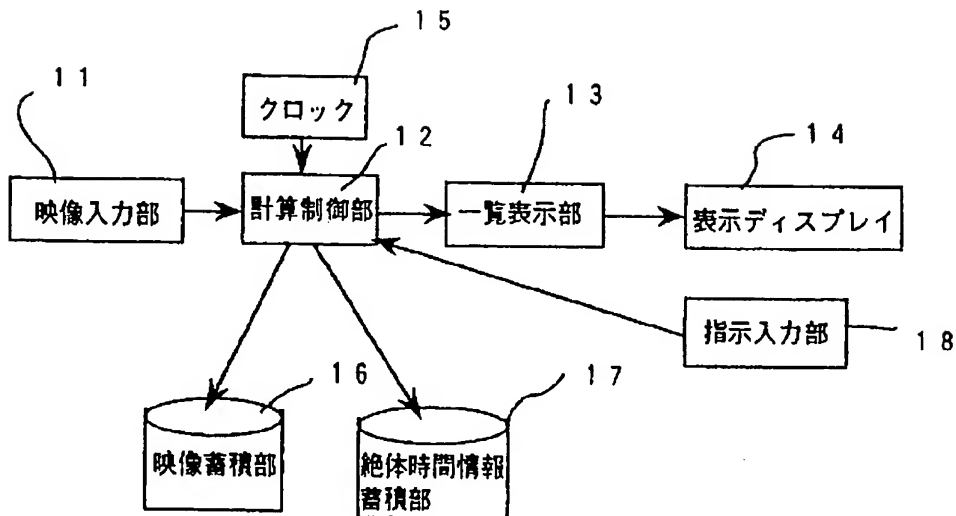 15
11
クロック
13
12
14
映像入力部
計算制御部
一覧表示部
表示ディスプレイ
指示入力部
18
16
17
映像蓄積部
絶体時間情報
蓄積部